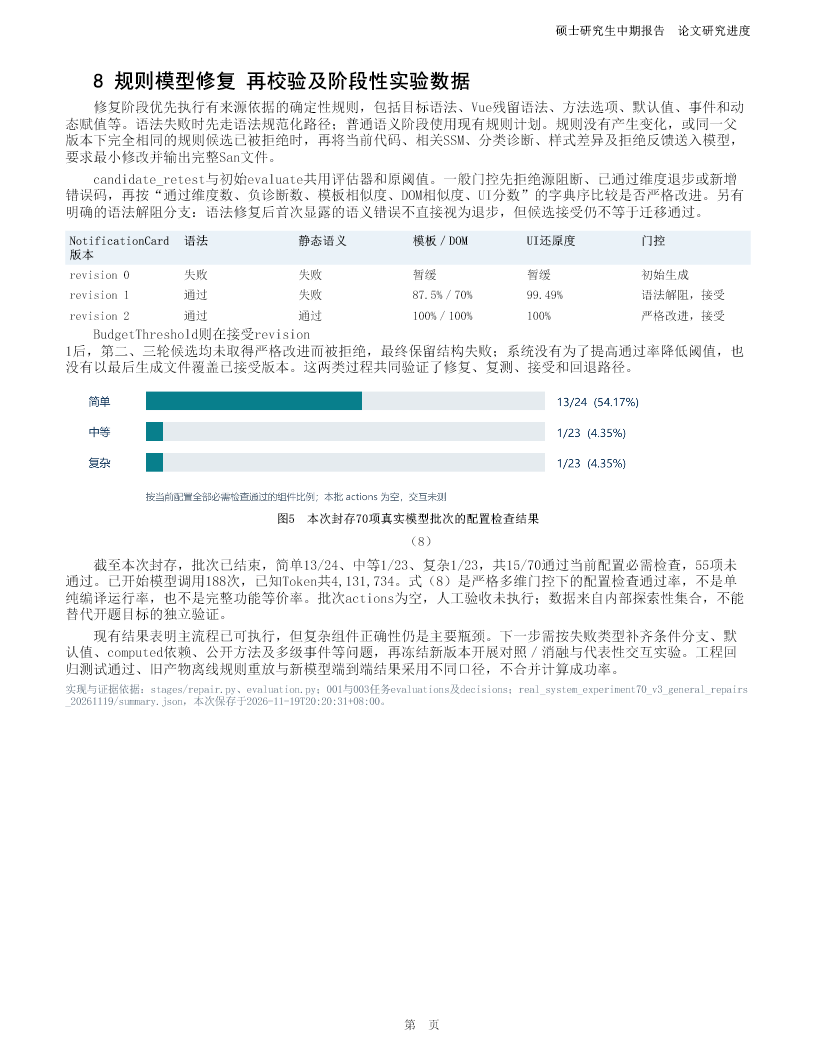 硕士研究生中期报告　论文研究进度
8 规则模型修复 再校验及阶段性实验数据
修复阶段优先执行有来源依据的确定性规则，包括目标语法、Vue残留语法、方法选项、默认值、事件和动
态赋值等。语法失败时先走语法规范化路径；普通语义阶段使用现有规则计划。规则没有产生变化，或同一父
版本下完全相同的规则候选已被拒绝时，再将当前代码、相关SSM、分类诊断、样式差异及拒绝反馈送入模型，
要求最小修改并输出完整San文件。
candidate_retest与初始evaluate共用评估器和原阈值。一般门控先拒绝源阻断、已通过维度退步或新增
错误码，再按“通过维度数、负诊断数、模板相似度、DOM相似度、UI分数”的字典序比较是否严格改进。另有
明确的语法解阻分支：语法修复后首次显露的语义错误不直接视为退步，但候选接受仍不等于迁移通过。
NotificationCard 语法 静态语义 模板／DOM UI还原度 门控
版本
revision 0 失败 失败 暂缓 暂缓 初始生成
revision 1 通过 失败 87.5%／70% 99.49% 语法解阻，接受
revision 2 通过 通过 100%／100% 100% 严格改进，接受
BudgetThreshold则在接受revision
1后，第二、三轮候选均未取得严格改进而被拒绝，最终保留结构失败；系统没有为了提高通过率降低阈值，也
没有以最后生成文件覆盖已接受版本。这两类过程共同验证了修复、复测、接受和回退路径。
简单 13/24 (54.17%)
中等 1/23 (4.35%)
复杂 1/23 (4.35%)
按当前配置全部必需检查通过的组件比例；本批 actions 为空，交互未测
图5　本次封存70项真实模型批次的配置检查结果
（8）
截至本次封存，批次已结束，简单13/24、中等1/23、复杂1/23，共15/70通过当前配置必需检查，55项未
通过。已开始模型调用188次，已知Token共4,131,734。式（8）是严格多维门控下的配置检查通过率，不是单
纯编译运行率，也不是完整功能等价率。批次actions为空，人工验收未执行；数据来自内部探索性集合，不能
替代开题目标的独立验证。
现有结果表明主流程已可执行，但复杂组件正确性仍是主要瓶颈。下一步需按失败类型补齐条件分支、默
认值、computed依赖、公开方法及多级事件等问题，再冻结新版本开展对照／消融与代表性交互实验。工程回
归测试通过、旧产物离线规则重放与新模型端到端结果采用不同口径，不合并计算成功率。
实现与证据依据：stages/repair.py、evaluation.py；001与003任务evaluations及decisions；real_system_experiment70_v3_general_repairs
_20261119/summary.json，本次保存于2026-11-19T20:20:31+08:00。
第　页